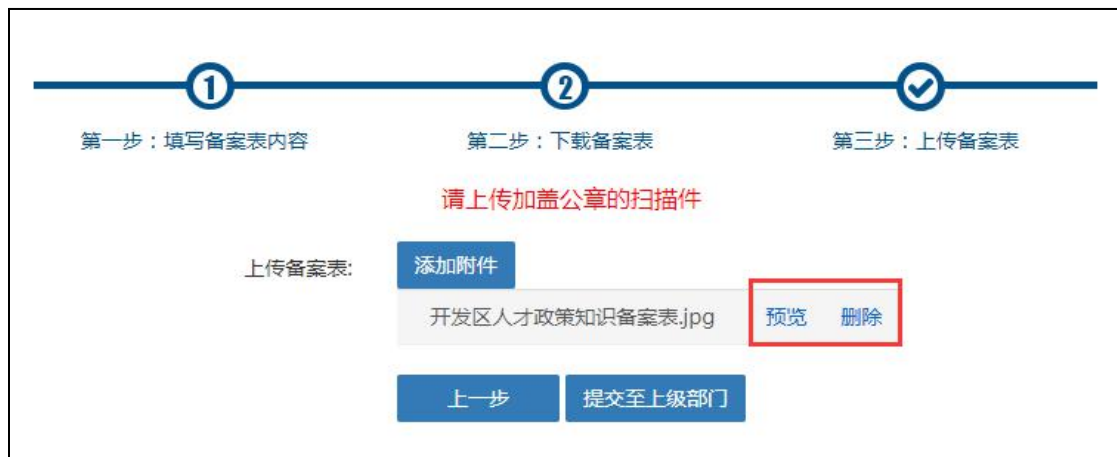 1
2
第一步：填写备案表内容
第二步：下载备案表
第三步：上传备案表
请上传加盖公章的扫描件
上传备案表:
添加附件
开发区人才政策知识备案表.jpg
预览
删除
上一步
提交至上级部门